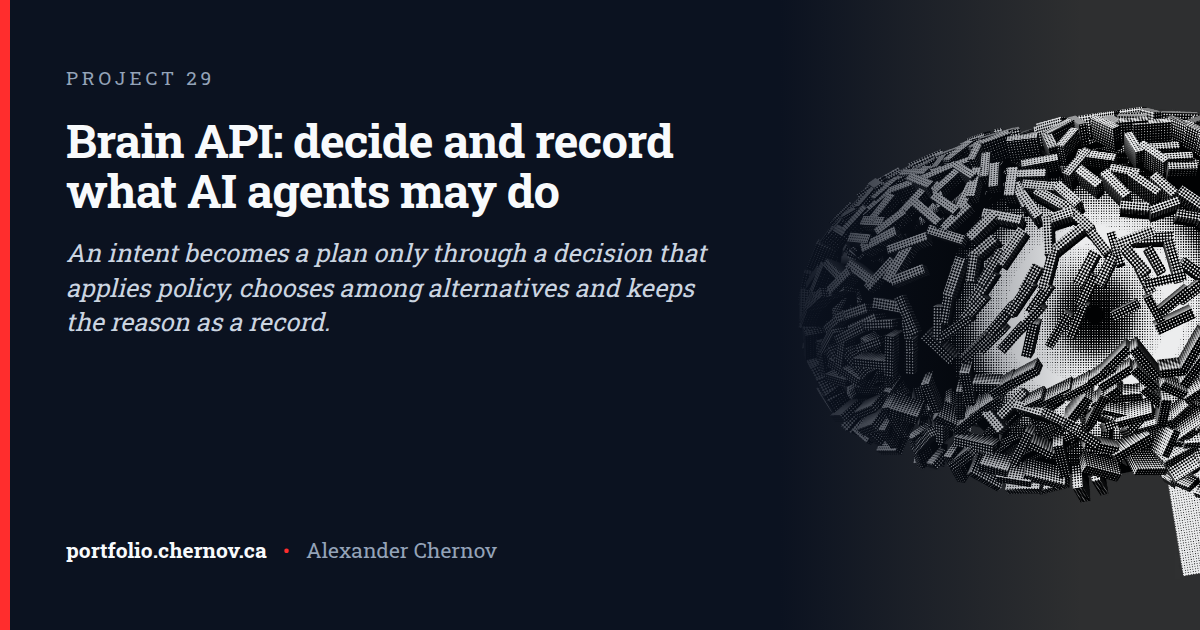 PROJECT 29
Brain API: decide and record
what AI agents may do
An intent becomes a plan only through a decision that
applies policy, chooses among alternatives and keeps
the reason as a record.
portfolio.chernov.ca • Alexander Chernov